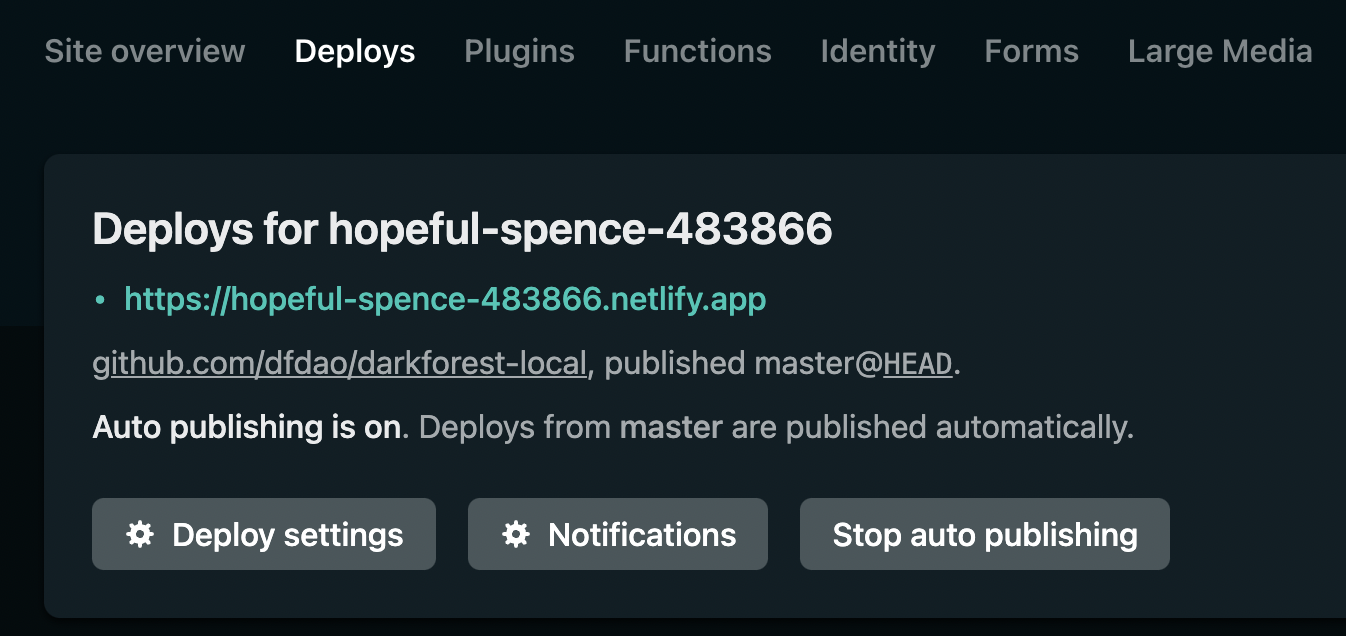 Site overview Deploys Plugins Functions Identity Forms Large Media
Deploys for hopeful-spence-483866
• https://hopeful-spence-483866.netlify.app
github.com/dfdao/darkforest-local, published master@HEAD.
Auto publishing is on. Deploys from master are published automatically.
Deploy settings Notifications Stop auto publishing